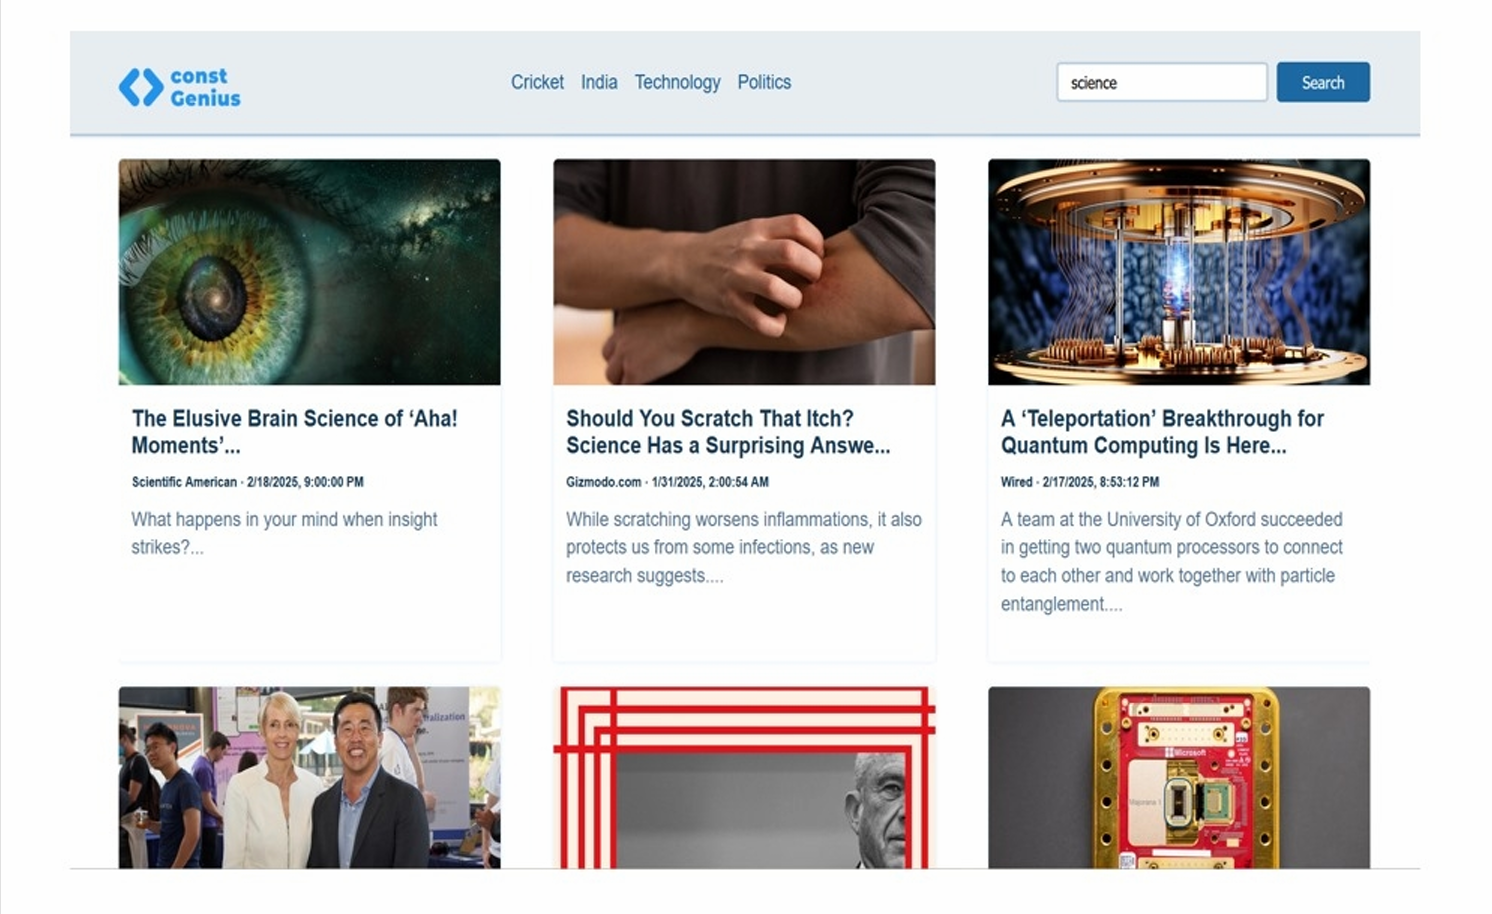 const
Genius
Cricket India Technology Politics
science
Search
The Elusive Brain Science of ‘Aha!
Moments’...
Scientific American · 2/18/2025, 9:00:00 PM
What happens in your mind when insight
strikes?...
Should You Scratch That Itch?
Science Has a Surprising Answe...
Gizmodo.com · 1/31/2025, 2:00:54 AM
While scratching worsens inflammations, it also
protects us from some infections, as new
research suggests....
A ‘Teleportation’ Breakthrough for
Quantum Computing Is Here...
Wired · 2/17/2025, 8:53:12 PM
A team at the University of Oxford succeeded
in getting two quantum processors to connect
to each other and work together with particle
entanglement....
Microsoft
Majorana 1